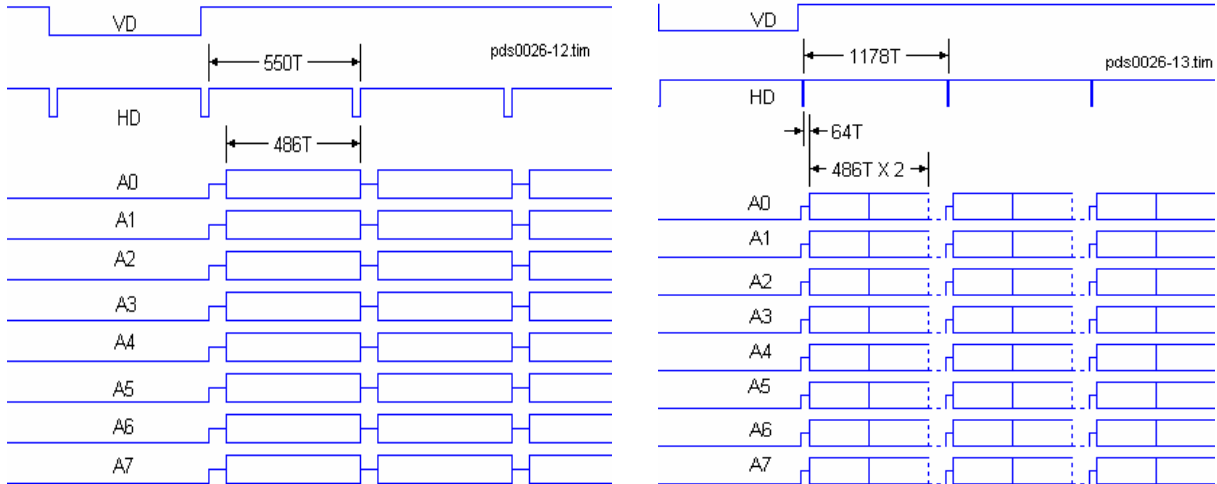 VD
pds0026-12.tim
550T
HD
486T
A0
A1
A2
A3
A4
A5
A6
A7
VD
pds0026-13.tim
1178T
HD
64T
486T X 2
A0
A1
A2
A3
A4
A5
A6
A7